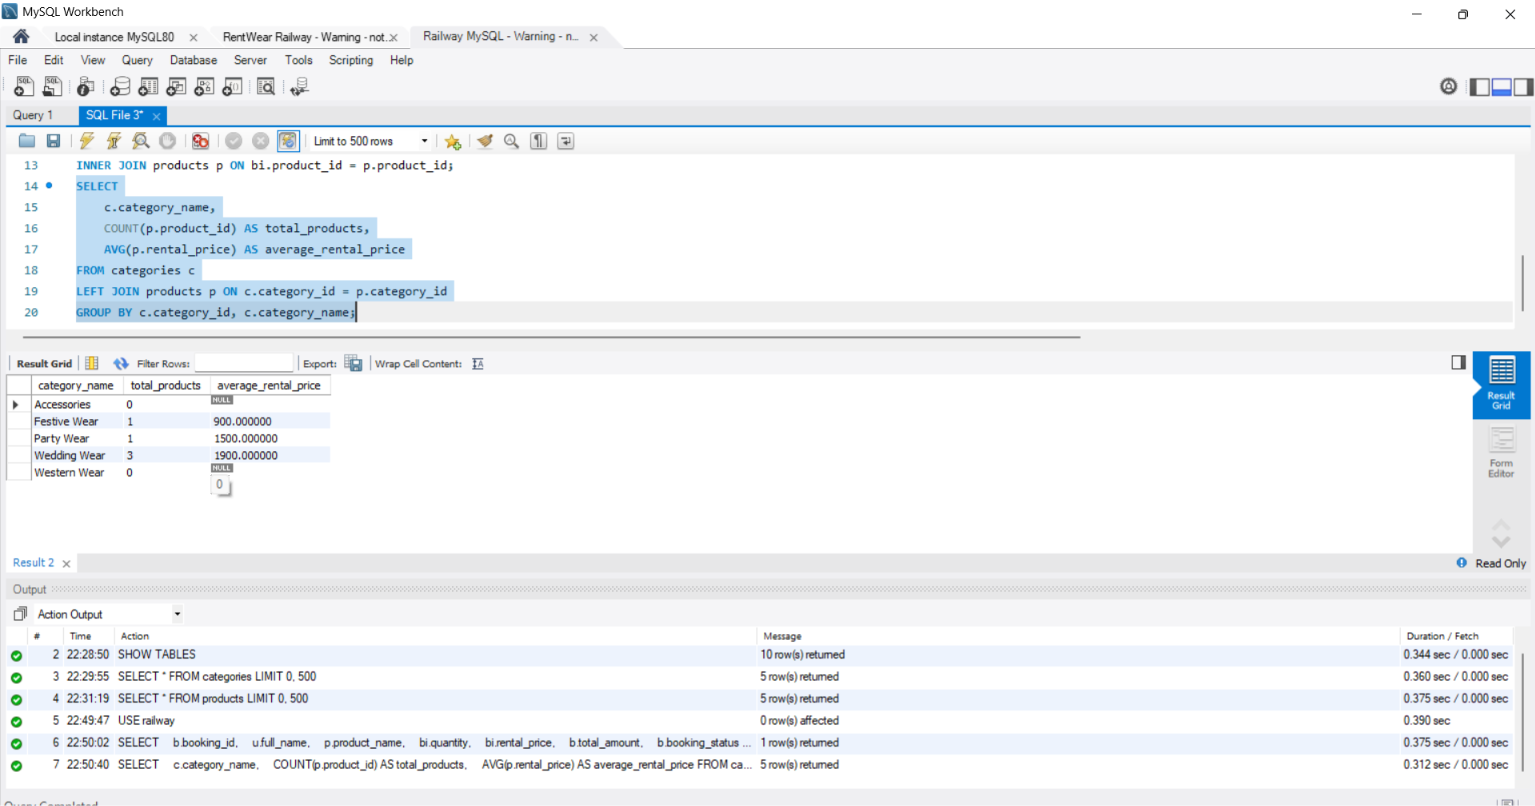 MySQL Workbench
Local instance MySQL80 RentWear Railway - Warning - not... Railway MySQL - Warning - n...
File Edit View Query Database Server Tools Scripting Help
Query 1 SQL File 3*
Limit to 500 rows
13 INNER JOIN products p ON bi.product_id = p.product_id;
14 SELECT
15 c.category_name,
16 COUNT(p.product_id) AS total_products,
17 AVG(p.rental_price) AS average_rental_price
18 FROM categories c
19 LEFT JOIN products p ON c.category_id = p.category_id
20 GROUP BY c.category_id, c.category_name;
Result Grid Filter Rows: Export: Wrap Cell Content:
category_name total_products average_rental_price
Accessories 0 NULL
Festive Wear 1 900.000000
Party Wear 1 1500.000000
Wedding Wear 3 1900.000000
Western Wear 0 NULL
0
Result
Grid
Form
Editor
Result 2 Read Only
Output
Action Output
# Time Action Message Duration / Fetch
2 22:28:50 SHOW TABLES 10 row(s) returned 0.344 sec / 0.000 sec
3 22:29:55 SELECT * FROM categories LIMIT 0, 500 5 row(s) returned 0.360 sec / 0.000 sec
4 22:31:19 SELECT * FROM products LIMIT 0, 500 5 row(s) returned 0.375 sec / 0.000 sec
5 22:49:47 USE railway 0 row(s) affected 0.390 sec
6 22:50:02 SELECT b.booking_id, u.full_name, p.product_name, bi.quantity, bi.rental_price, b.total_amount, b.booking_status ... 1 row(s) returned 0.375 sec / 0.000 sec
7 22:50:40 SELECT c.category_name, COUNT(p.product_id) AS total_products, AVG(p.rental_price) AS average_rental_price FROM ca... 5 row(s) returned 0.312 sec / 0.000 sec
Query Completed